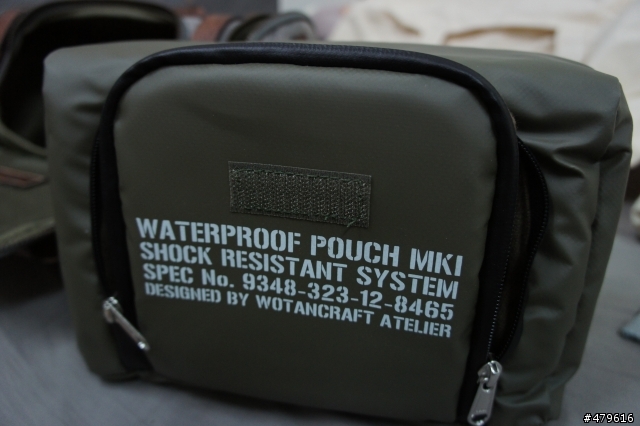 WATERPROOF POUCH MKI
SHOCK RESISTANT SYSTEM
SPEC No. 9348-323-12-8465
DESIGNED BY WOTANCRAFT ATELIER
#479616